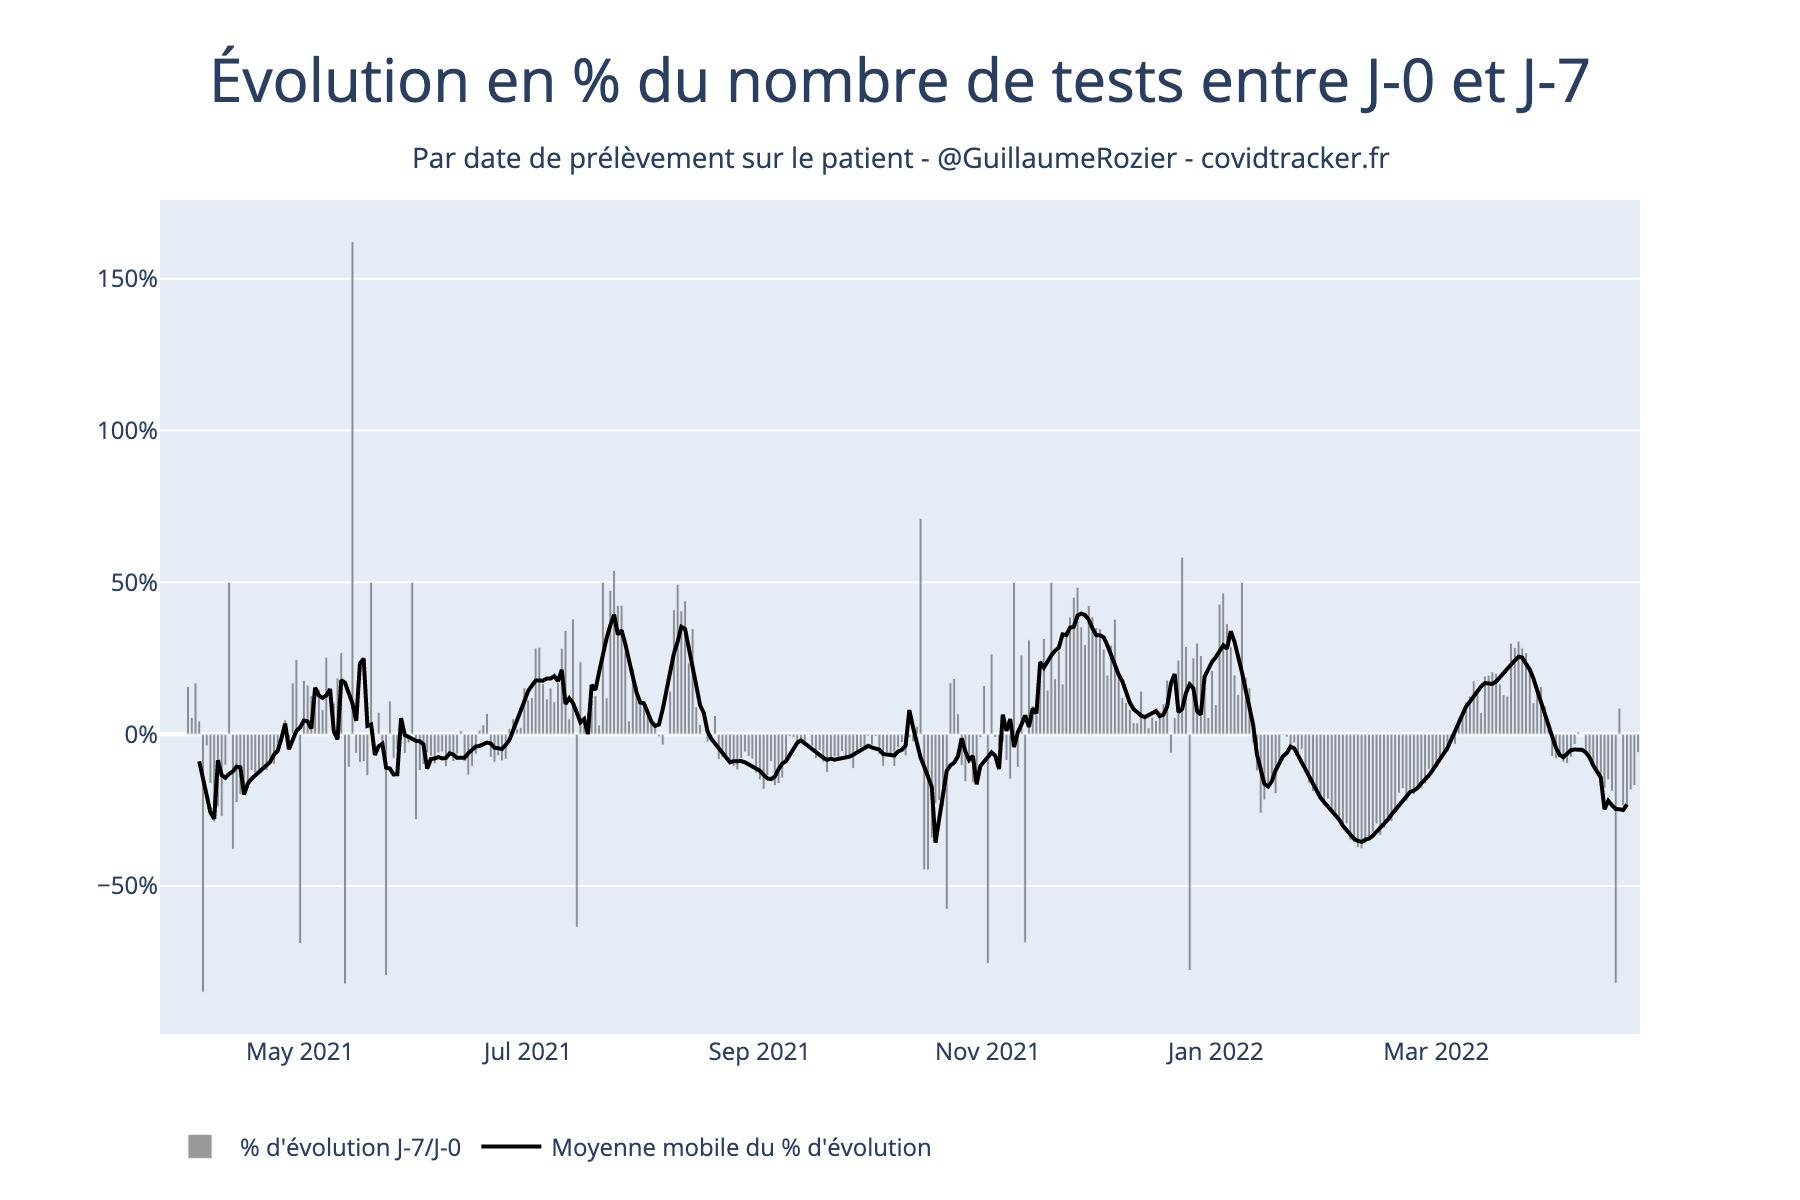 Évolution en % du nombre de tests entre J-0 et J-7
Par date de prélèvement sur le patient - @GuillaumeRozier - covidtracker.fr
150%
100%
50%
0%
−50%
May 2021 Jul 2021 Sep 2021 Nov 2021 Jan 2022 Mar 2022
% d'évolution J-7/J-0 Moyenne mobile du % d'évolution